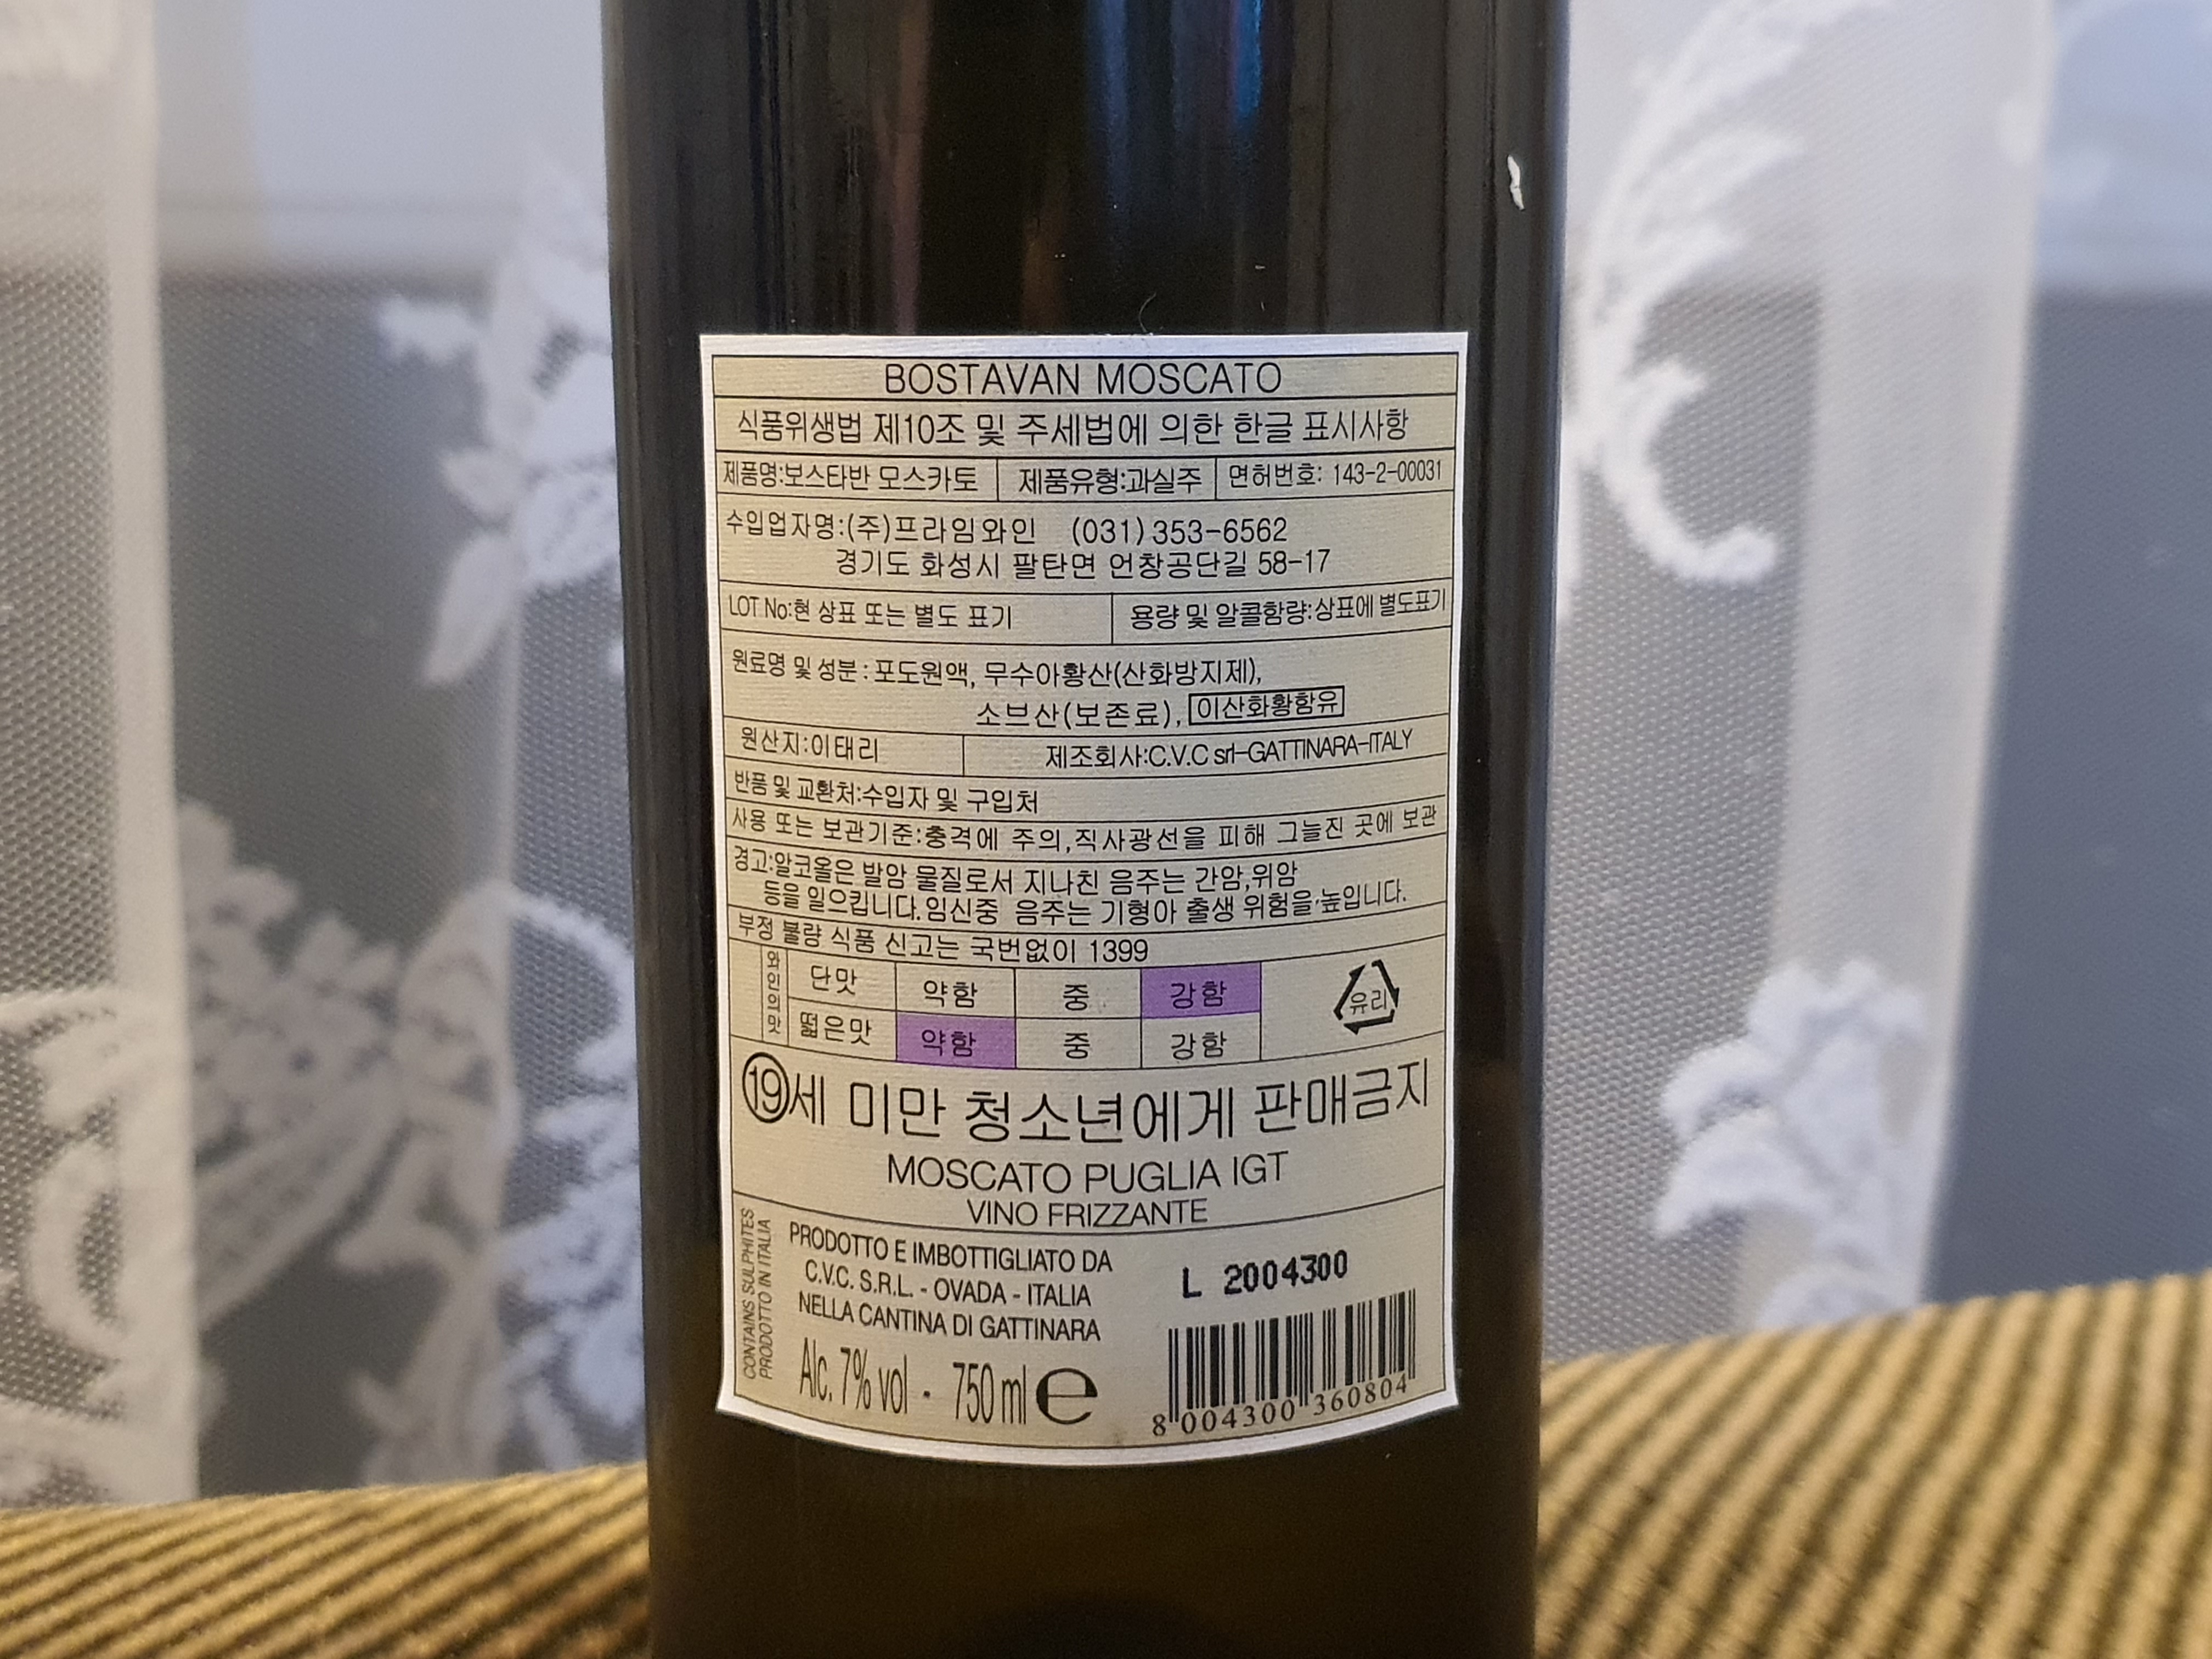 BOSTAVAN MOSCATO
식품위생법 제10조 및 주세법에 의한 한글 표시사항
제품명:보스타반 모스카토 제품유형:과실주 면허번호: 143-2-00031
수입업자명:(주)프라임와인 (031)353-6562
경기도 화성시 팔탄면 언창공단길 58-17
LOT No:현 상표 또는 별도 표기 용량 및 알콜함량:상표에 별도표기
원료명 및 성분 : 포도원액, 무수아황산(산화방지제),
소브산(보존료), 이산화황함유
원산지:이태리 제조회사:C.V.C srl-GATTINARA-ITALY
반품 및 교환처:수입자 및 구입처
사용 또는 보관기준:충격에 주의,직사광선을 피해 그늘진 곳에 보관
경고:알코올은 발암 물질로서 지나친 음주는 간암,위암
등을 일으킵니다.임신중 음주는 기형아 출생 위험을 높입니다.
부정 불량 식품 신고는 국번없이 1399
와인의맛
단맛 약함 중 강함
떫은맛 약함 중 강함
유리
19세 미만 청소년에게 판매금지
MOSCATO PUGLIA IGT
VINO FRIZZANTE
CONTAINS SULPHITES
PRODOTTO IN ITALIA
PRODOTTO E IMBOTTIGLIATO DA
C.V.C. S.R.L. - OVADA - ITALIA
NELLA CANTINA DI GATTINARA
Alc. 7% vol - 750 ml e
L 2004300
8 004300 360804